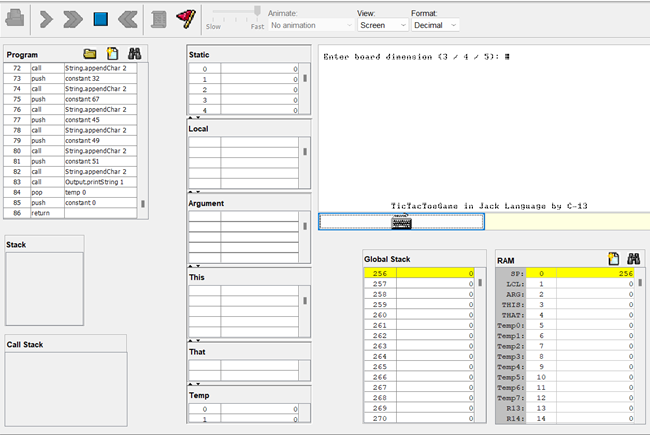 Animate: View: Format:
Slow Fast No animation Screen Decimal
Program
72 call String.appendChar 2
73 push constant 32
74 call String.appendChar 2
75 push constant 67
76 call String.appendChar 2
77 push constant 45
78 call String.appendChar 2
79 push constant 49
80 call String.appendChar 2
81 push constant 51
82 call String.appendChar 2
83 call Output.printString 1
84 pop temp 0
85 push constant 0
86 return
Stack
Call Stack
Static
0 0
1 0
2 0
3 0
4 0
Local
Argument
This
That
Temp
0 0
1 0
Enter board dimension (3 / 4 / 5):
TicTacToeGame in Jack Language by C-13
Global Stack
256 0
257 0
258 0
259 0
260 0
261 0
262 0
263 0
264 0
265 0
266 0
267 0
268 0
269 0
270 0
RAM
SP: 0 256
LCL: 1 0
ARG: 2 0
THIS: 3 0
THAT: 4 0
Temp0: 5 0
Temp1: 6 0
Temp2: 7 0
Temp3: 8 0
Temp4: 9 0
Temp5: 10 0
Temp6: 11 0
Temp7: 12 0
R13: 13 0
R14: 14 0